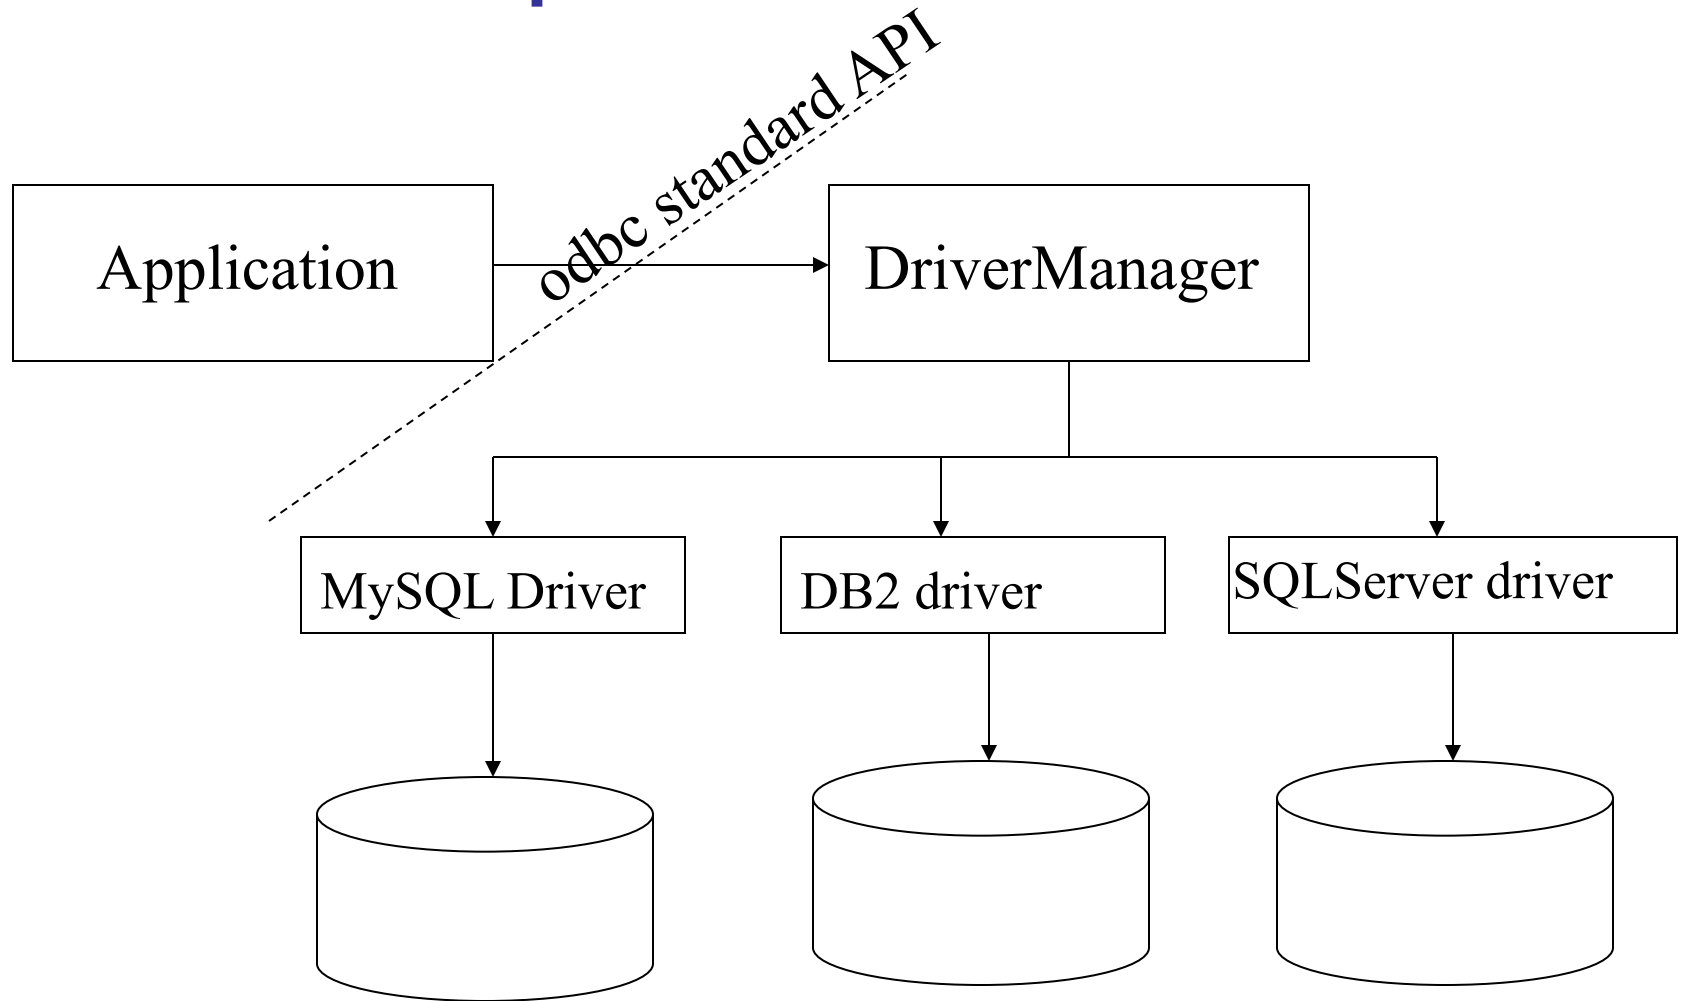 odbc standard API
Application
DriverManager
MySQL Driver
DB2 driver
SQLServer driver